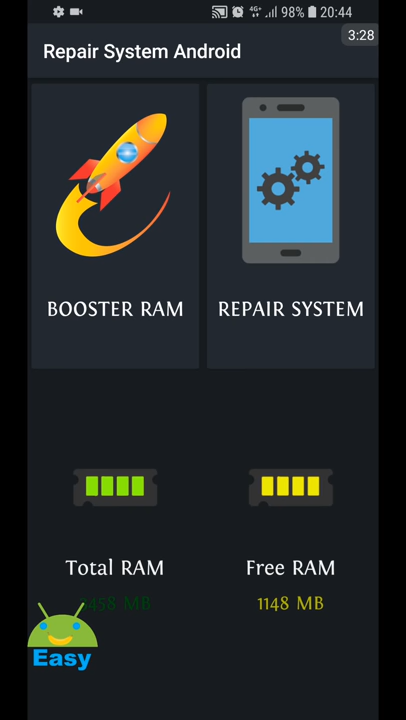 4G+ 98% 20:44
3:28
Repair System Android
BOOSTER RAM
REPAIR SYSTEM
Total RAM
Free RAM
1148 MB
Easy